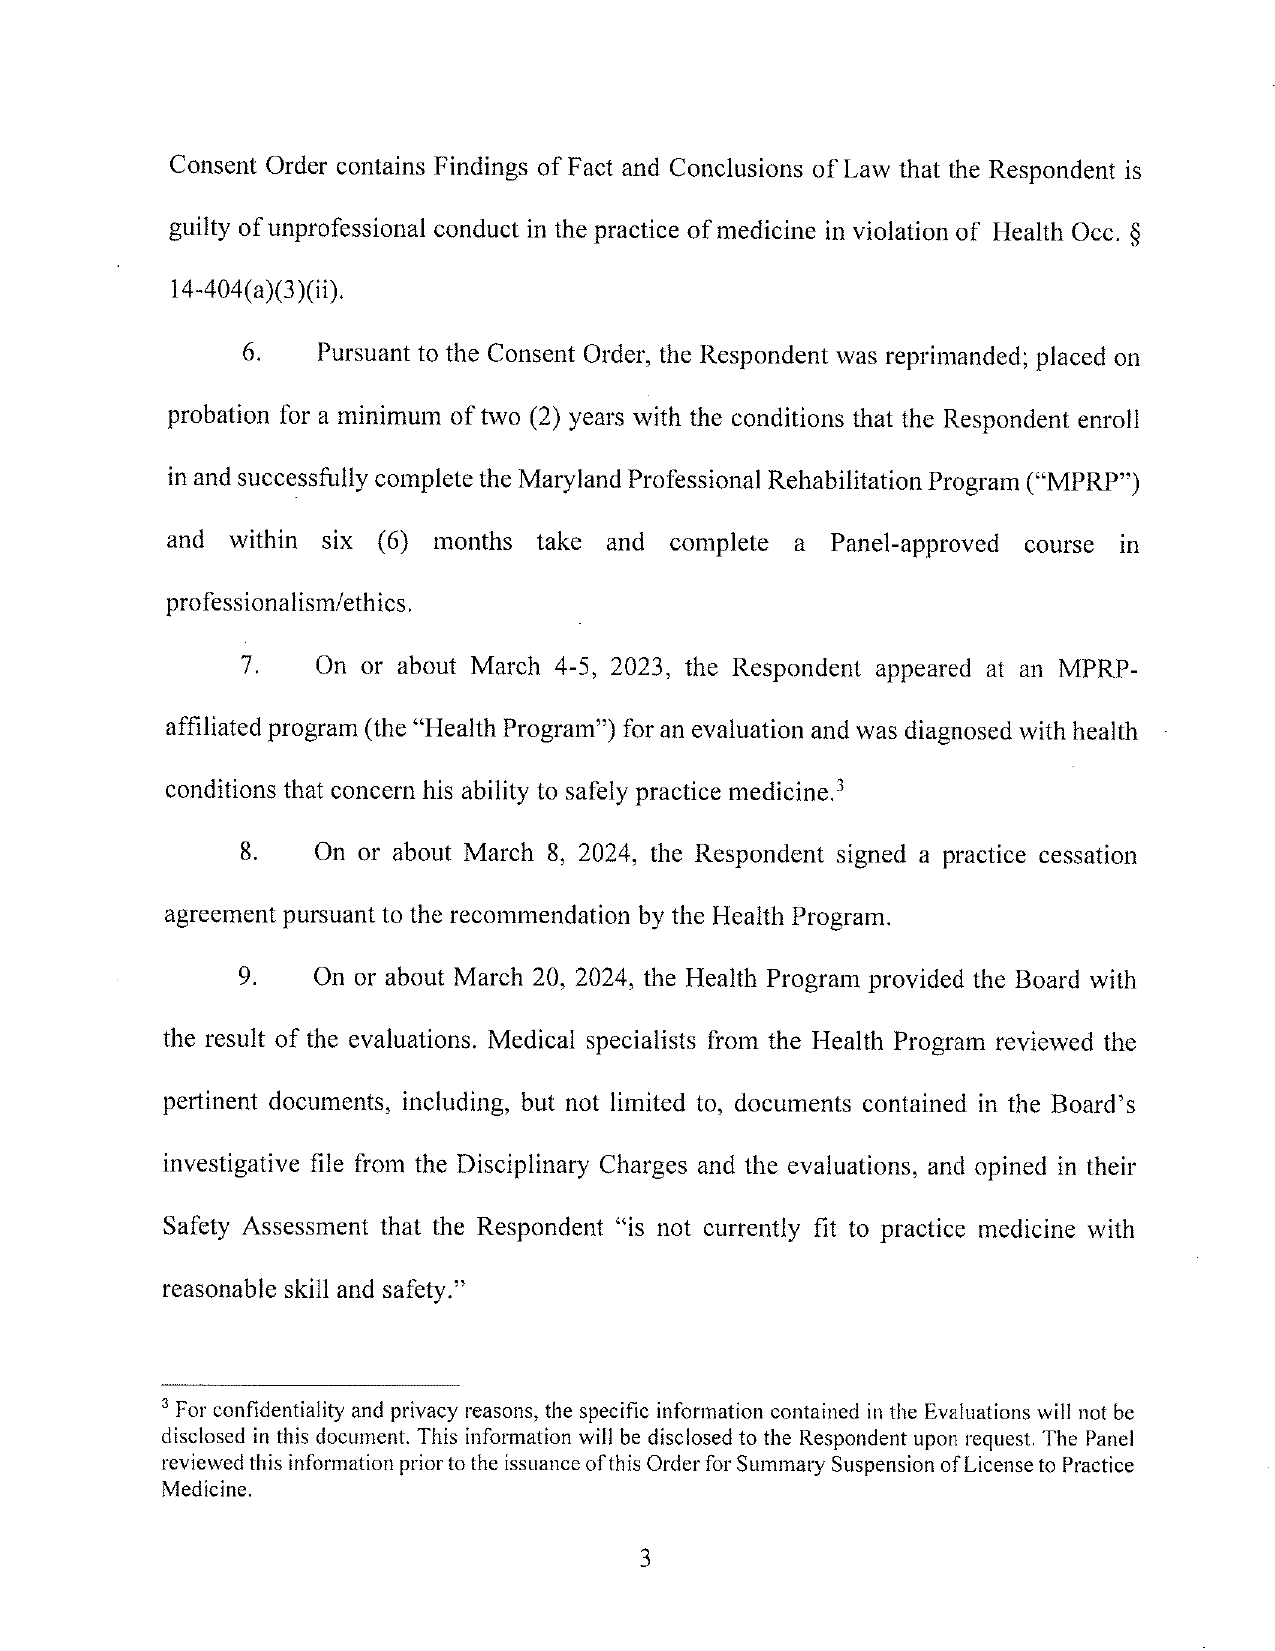 Consent Order contains Findings of Fact and Conclusions of Law that the Respondent is
guilty of unprofessional conduct in the practice of medicine in violation of Health Occ. §
14-404(a)(3)(ii).
6. Pursuant to the Consent Order, the Respondent was reprimanded; placed on
probation for a minimum of two (2) years with the conditions that the Respondent enroll
in and successfully complete the Maryland Professional Rehabilitation Program (“MPRP”)
and within six (6) months take and complete a Panel-approved course in
professionalism/ethics.
7. On or about March 4-5, 2023, the Respondent appeared at an MPRP-
affiliated program (the “Health Program”) for an evaluation and was diagnosed with health
conditions that concern his ability to safely practice medicine.³
8. On or about March 8, 2024, the Respondent signed a practice cessation
agreement pursuant to the recommendation by the Health Program.
9. On or about March 20, 2024, the Health Program provided the Board with
the result of the evaluations. Medical specialists from the Health Program reviewed the
pertinent documents, including, but not limited to, documents contained in the Board’s
investigative file from the Disciplinary Charges and the evaluations, and opined in their
Safety Assessment that the Respondent “is not currently fit to practice medicine with
reasonable skill and safety.”
³ For confidentiality and privacy reasons, the specific information contained in the Evaluations will not be
disclosed in this document. This information will be disclosed to the Respondent upon request. The Panel
reviewed this information prior to the issuance of this Order for Summary Suspension of License to Practice
Medicine.
3